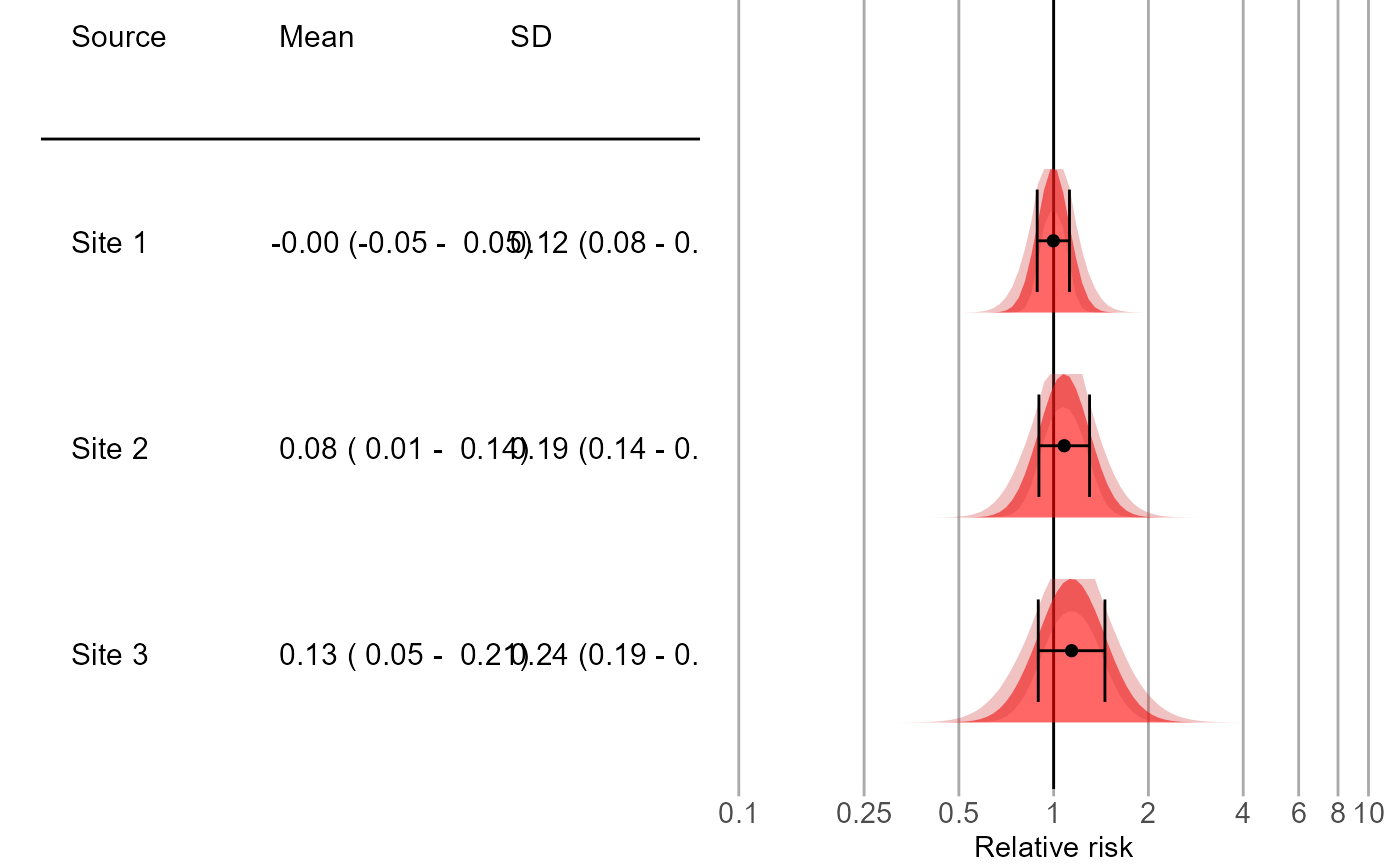 Source Mean SD
Site 1 -0.00 (-0.05 -  0.05) 0.12 (0.08 - 0.
Site 2 0.08 ( 0.01 -  0.14) 0.19 (0.14 - 0.
Site 3 0.13 ( 0.05 -  0.21) 0.24 (0.19 - 0.
0.1 0.25 0.5 1 2 4 6 8 10
Relative risk